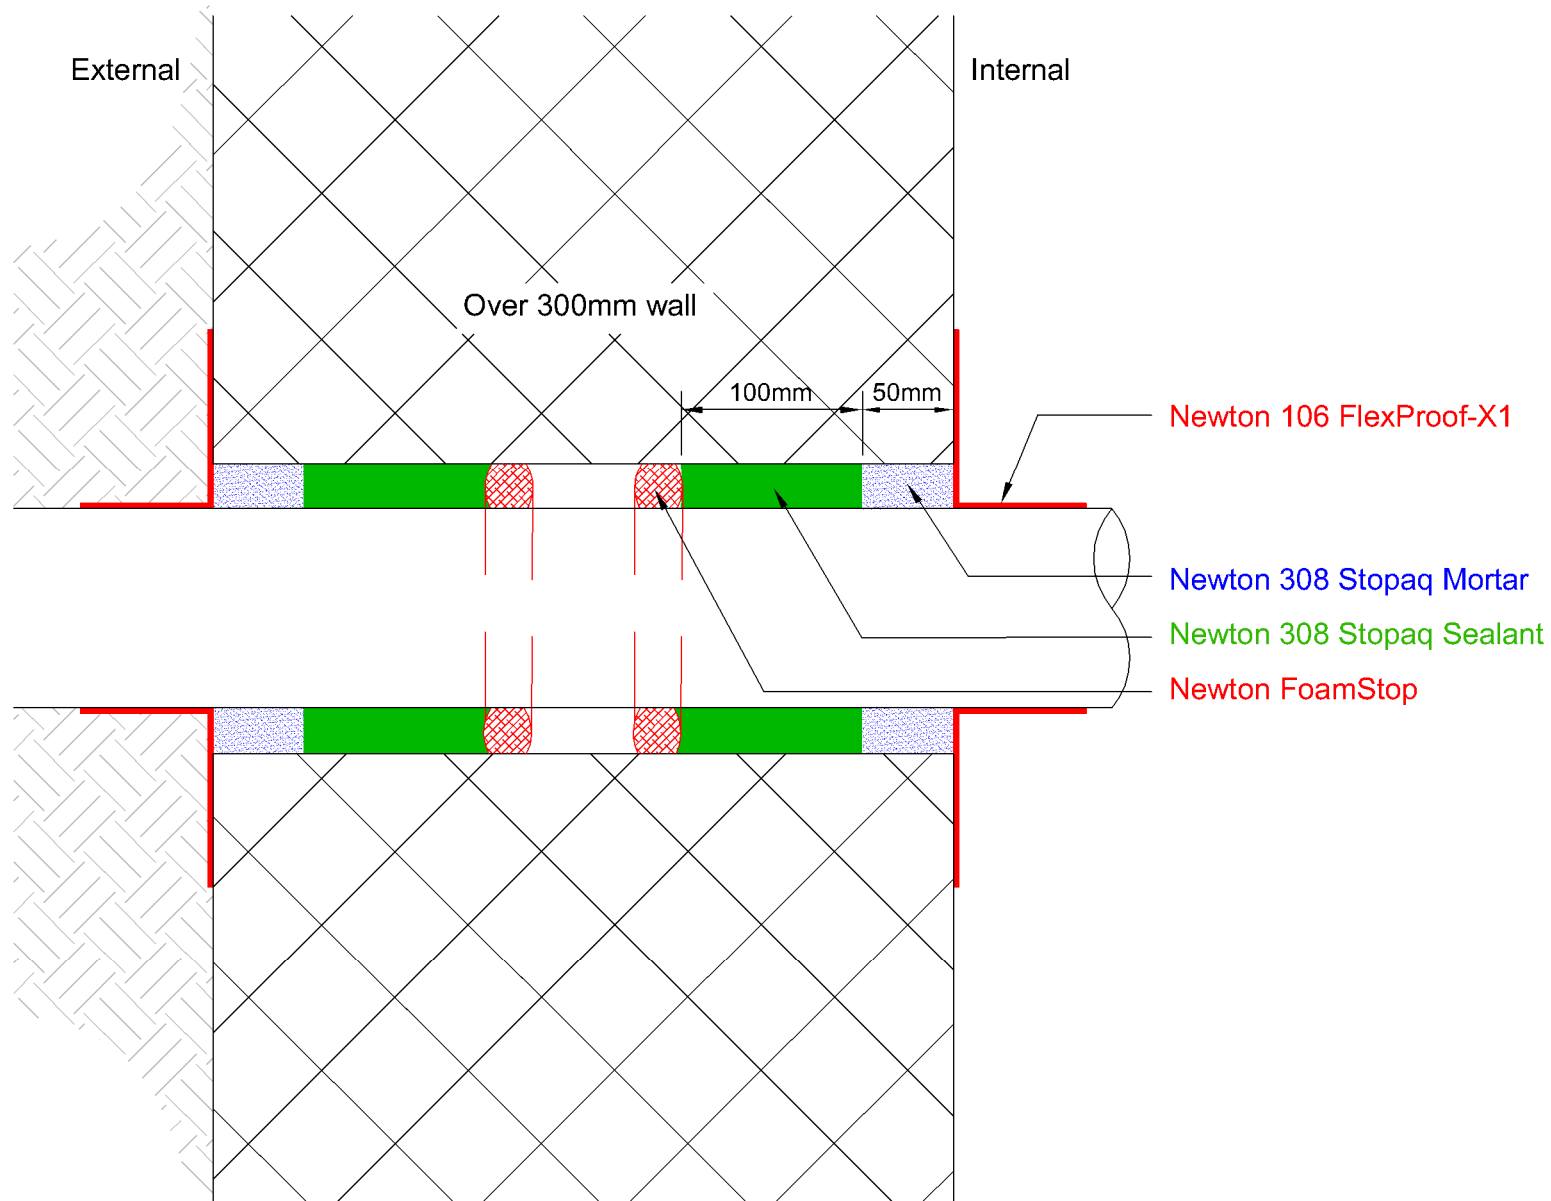 External
Internal
Over 300mm wall
100mm
50mm
Newton 106 FlexProof-X1
Newton 308 Stopaq Mortar
Newton 308 Stopaq Sealant
Newton FoamStop